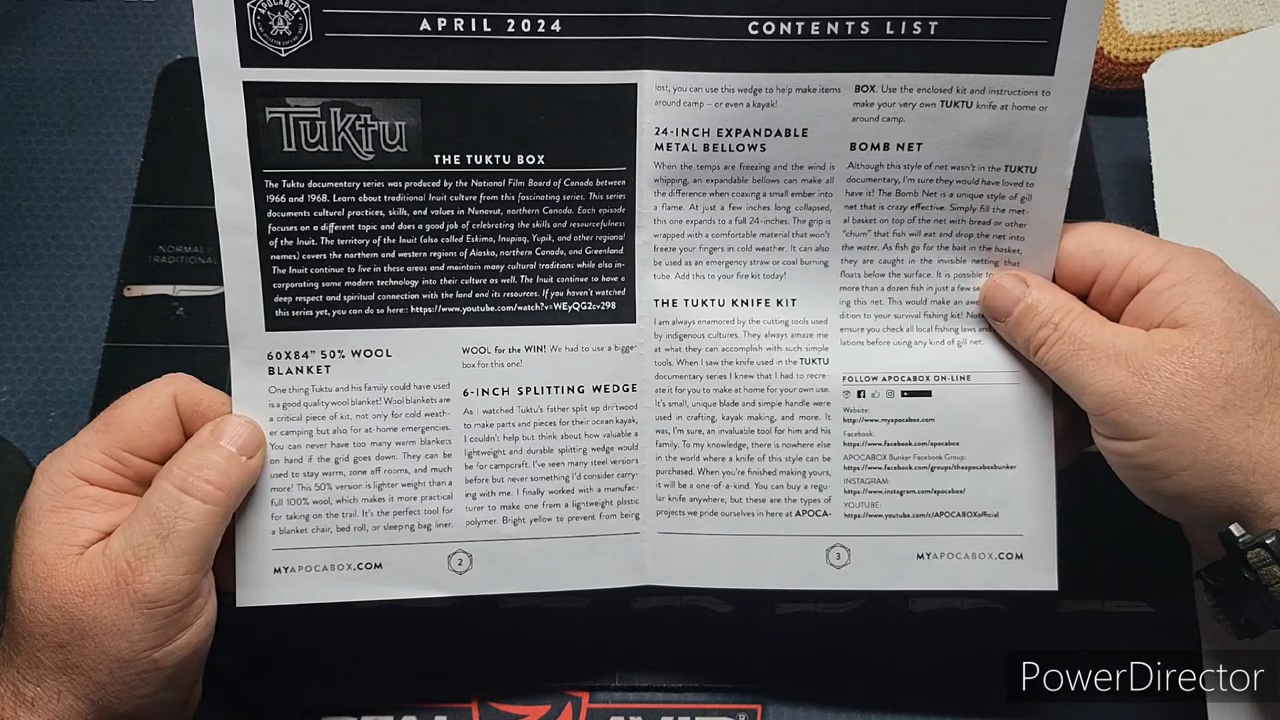 APOCABOX
APRIL 2024
CONTENTS LIST
Tuktu
THE TUKTU BOX
The Tuktu documentary series was produced by the National Film Board of Canada between
1966 and 1968. Learn about traditional Inuit culture from this fascinating series. This series
documents cultural practices, skills, and values in Nunavut, northern Canada. Each episode
focuses on a different topic and does a good job of celebrating the skills and resourcefulness
of the Inuit. The territory of the Inuit (also called Eskimo, Inupiaq, Yupik, and other regional
names) covers the northern and western regions of Alaska, northern Canada, and Greenland.
The Inuit continue to live in these areas and maintain many cultural traditions while also in-
corporating some modern technology into their culture as well. The Inuit continue to have a
deep respect and spiritual connection with the land and its resources. If you haven't watched
this series yet, you can do so here:: https://www.youtube.com/watch?v=WEyQG2cv298
60X84" 50% WOOL
BLANKET
One thing Tuktu and his family could have used
is a good quality wool blanket! Wool blankets are
a critical piece of kit, not only for cold weath-
er camping but also for at-home emergencies.
You can never have too many warm blankets
on hand if the grid goes down. They can be
used to stay warm, zone off rooms, and much
more! This 50% version is lighter weight than a
full 100% wool, which makes it more practical
for taking on the trail. It's the perfect tool for
a blanket chair, bed roll, or sleeping bag liner.
WOOL for the WIN! We had to use a bigger
box for this one!
6-INCH SPLITTING WEDGE
As i watched Tuktu's father split up driftwood
to make parts and pieces for their ocean kayak,
I couldn't help but think about how valuable a
lightweight and durable splitting wedge would
be for campcraft. I've seen many steel versions
before but never something I'd consider carry-
ing with me. I finally worked with a manufac-
turer to make one from a lightweight plastic
polymer. Bright yellow to prevent from being
lost, you can use this wedge to help make items
around camp – or even a kayak!
24-INCH EXPANDABLE
METAL BELLOWS
When the temps are freezing and the wind is
whipping, an expandable bellows can make all
the difference when coaxing a small ember into
a flame. At just a few inches long collapsed,
this one expands to a full 24-inches. The grip is
wrapped with a comfortable material that won't
freeze your fingers in cold weather. It can also
be used as an emergency straw or coal burning
tube. Add this to your fire kit today!
THE TUKTU KNIFE KIT
I am always enamored by the cutting tools used
by indigenous cultures. They always amaze me
at what they can accomplish with such simple
tools. When I saw the knife used in the TUKTU
documentary series I knew that I had to recre-
ate it for you to make at home for your own use.
It's small, unique blade and simple handle were
used in crafting, kayak making, and more. It
was, I'm sure, an invaluable tool for him and his
family. To my knowledge, there is nowhere else
in the world where a knife of this style can be
purchased. When you're finished making yours,
it will be a one-of-a-kind. You can buy a regu-
lar knife anywhere, but these are the types of
projects we pride ourselves in here at APOCA-
BOX. Use the enclosed kit and instructions to
make your very own TUKTU knife at home or
around camp.
BOMB NET
Although this style of net wasn't in the TUKTU
documentary, I'm sure they would have loved to
have it! The Bomb Net is a unique style of gill
net that is crazy effective. Simply fill the met-
al basket on top of the net with bread or other
"chum" that fish will eat and drop the net into
the water. As fish go for the bait in the basket,
they are caught in the invisible netting that
floats below the surface. It is possible to
more than a dozen fish in just a few se
ing this net. This would make an awe
dition to your survival fishing kit! Note
ensure you check all local fishing laws and
lations before using any kind of gill net.
FOLLOW APOCABOX ON-LINE
Website:
http://www.myapocabox.com
Facebook:
https://www.facebook.com/apocabox
APOCABOX Bunker Facebook Group:
https://www.facebook.com/groups/theapocaboxbunker
INSTAGRAM:
https://www.instagram.com/apocabox/
YOUTUBE:
https://www.youtube.com/c/APOCABOXofficial
MYAPOCABOX.COM
2
3
MYAPOCABOX.COM
NORMAL
TRADITIONAL
REAL AVID®
PowerDirector